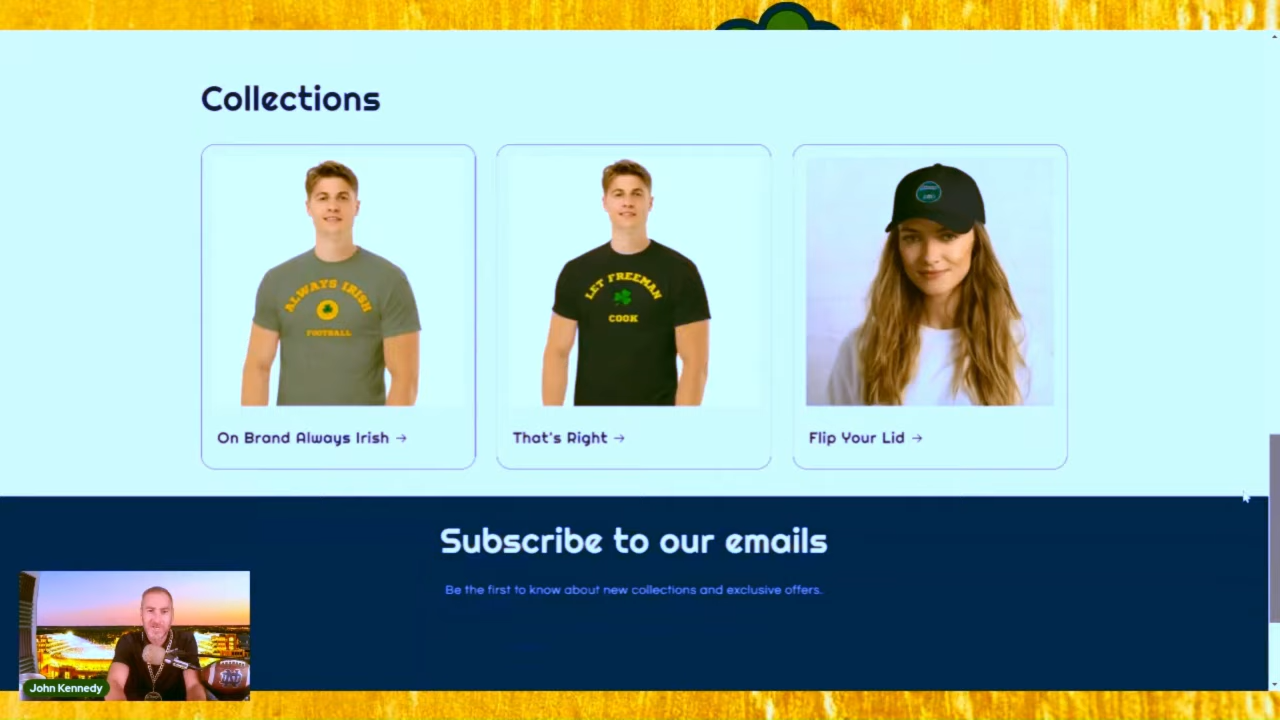 Collections
ALWAYS IRISH
FOOTBALL
LET FREEMAN
COOK
On Brand Always Irish →
That's Right →
Flip Your Lid →
Subscribe to our emails
Be the first to know about new collections and exclusive offers.
John Kennedy